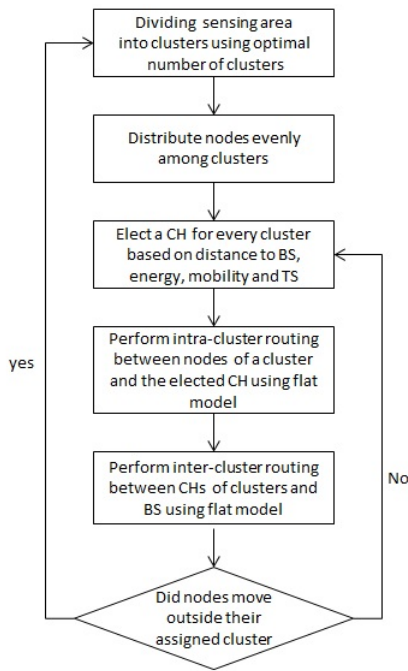 Dividing sensing area
into clusters using optimal
number of clusters
Distribute nodes evenly
among clusters
Elect a CH for every cluster
based on distance to BS,
energy, mobility and TS
Perform intra-cluster routing
between nodes of a cluster
and the elected CH using flat
model
yes
Perform inter-cluster routing
between CHs of clusters and
BS using flat model
No
Did nodes move
outside their
assigned cluster